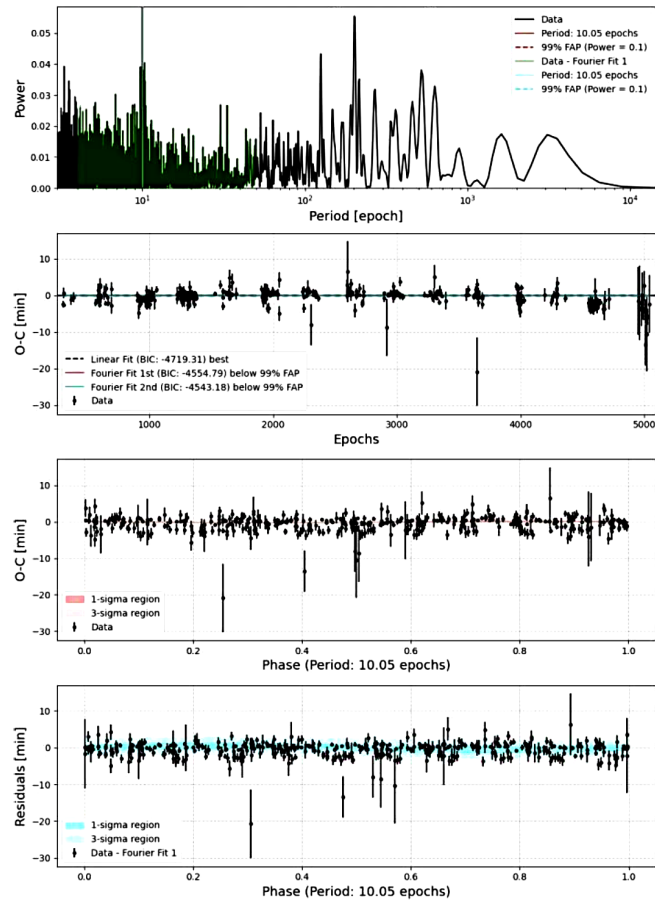 0.05
0.04
0.03
0.02
0.01
0.00
Power
Data
Period: 10.05 epochs
99% FAP (Power = 0.1)
Data - Fourier Fit 1
Period: 10.05 epochs
99% FAP (Power = 0.1)
10¹ 10² 10³ 10⁴
Period [epoch]
10
0
−10
−20
−30
O-C [min]
Linear Fit (BIC: -4719.31) best
Fourier Fit 1st (BIC: -4554.79) below 99% FAP
Fourier Fit 2nd (BIC: -4543.18) below 99% FAP
Data
1000 2000 3000 4000 5000
Epochs
10
0
−10
−20
−30
O-C [min]
1-sigma region
3-sigma region
Data
0.0 0.2 0.4 0.6 0.8 1.0
Phase (Period: 10.05 epochs)
10
0
−10
−20
−30
Residuals [min]
1-sigma region
3-sigma region
Data - Fourier Fit 1
0.0 0.2 0.4 0.6 0.8 1.0
Phase (Period: 10.05 epochs)